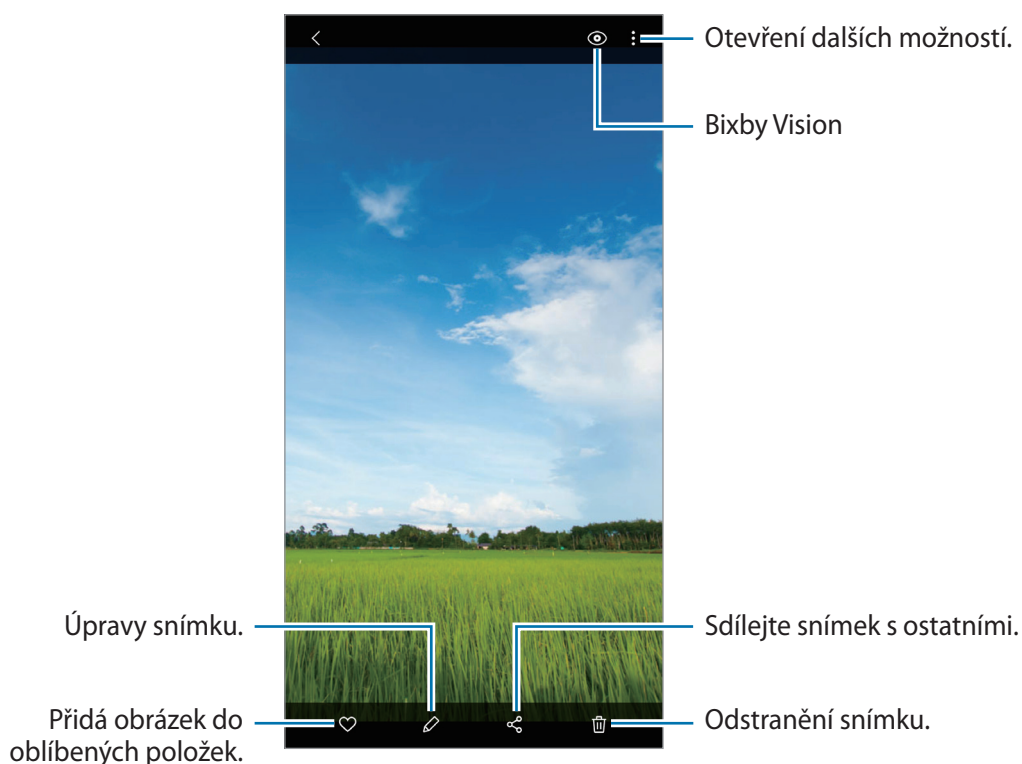 Otevření dalších možností.
Bixby Vision
Úpravy snímku.
Sdílejte snímek s ostatními.
Přidá obrázek do
oblíbených položek.
Odstranění snímku.